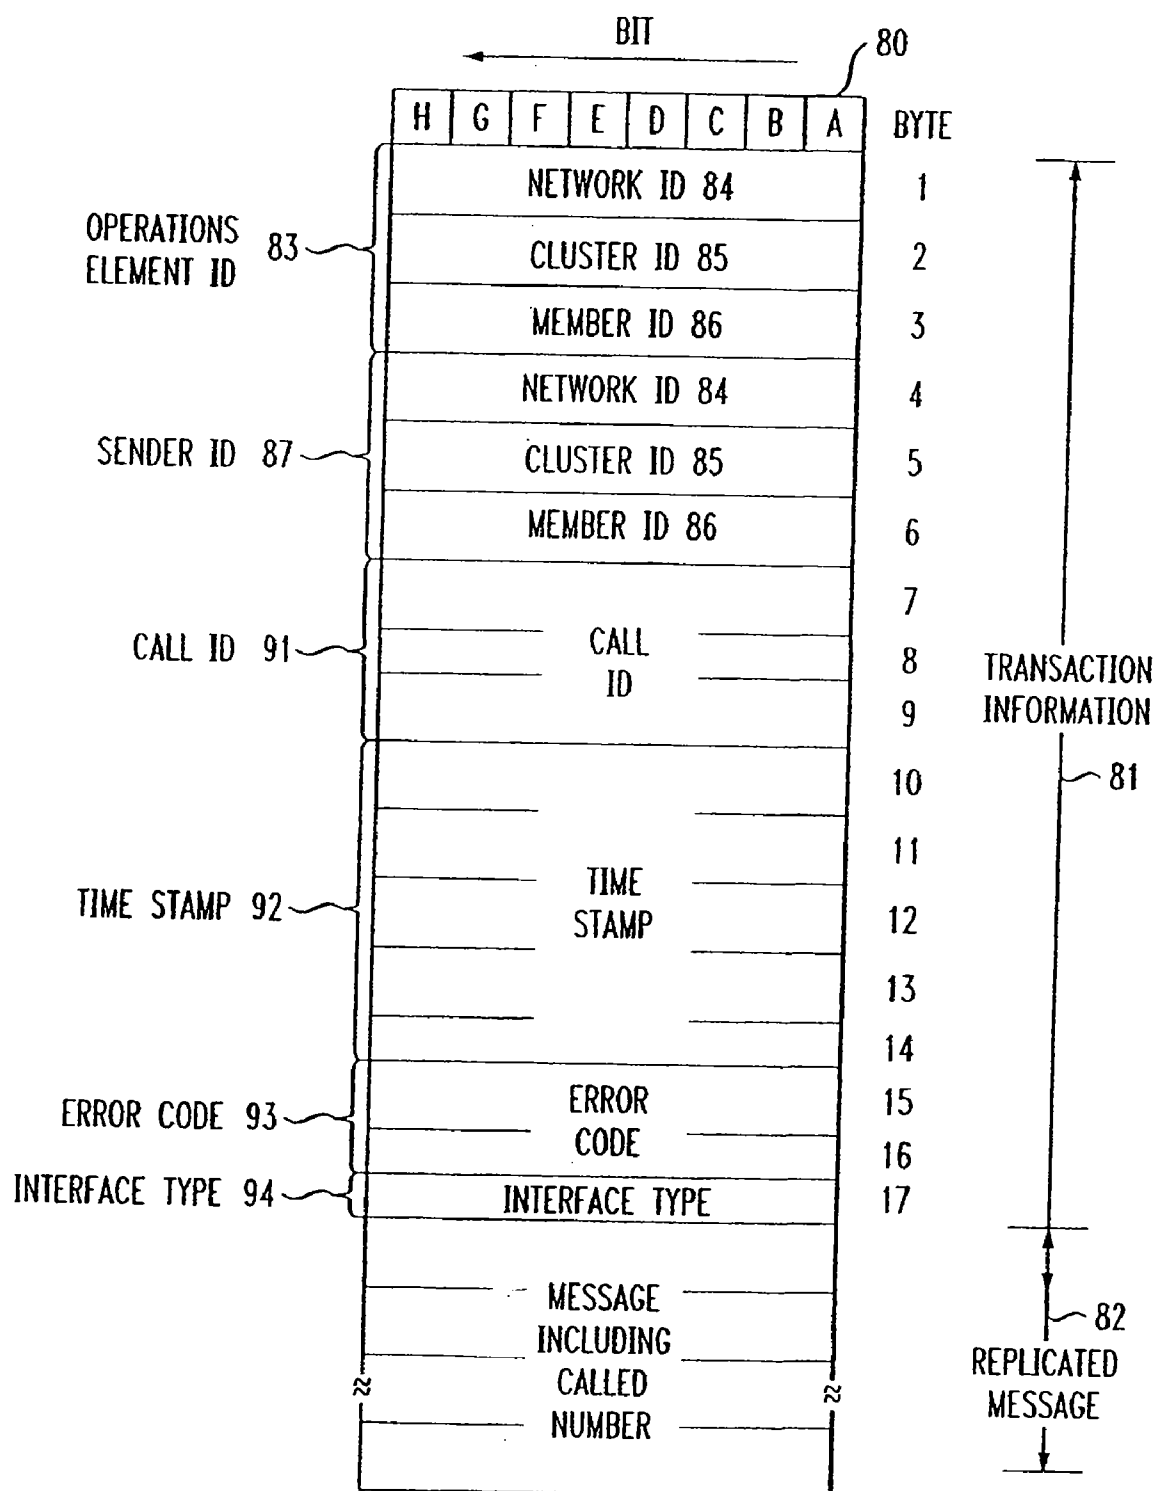 BIT
80
H G F E D C B A BYTE
NETWORK ID 84 1
OPERATIONS
ELEMENT ID 83
CLUSTER ID 85 2
MEMBER ID 86 3
NETWORK ID 84 4
SENDER ID 87 CLUSTER ID 85 5
MEMBER ID 86 6
7
CALL ID 91 CALL
ID
8
9
TRANSACTION
INFORMATION
81
10
11
TIME STAMP 92 TIME
STAMP
12
13
14
ERROR CODE 93 ERROR
CODE
15
16
INTERFACE TYPE 94 INTERFACE TYPE 17
MESSAGE
INCLUDING
CALLED
NUMBER
82
REPLICATED
MESSAGE